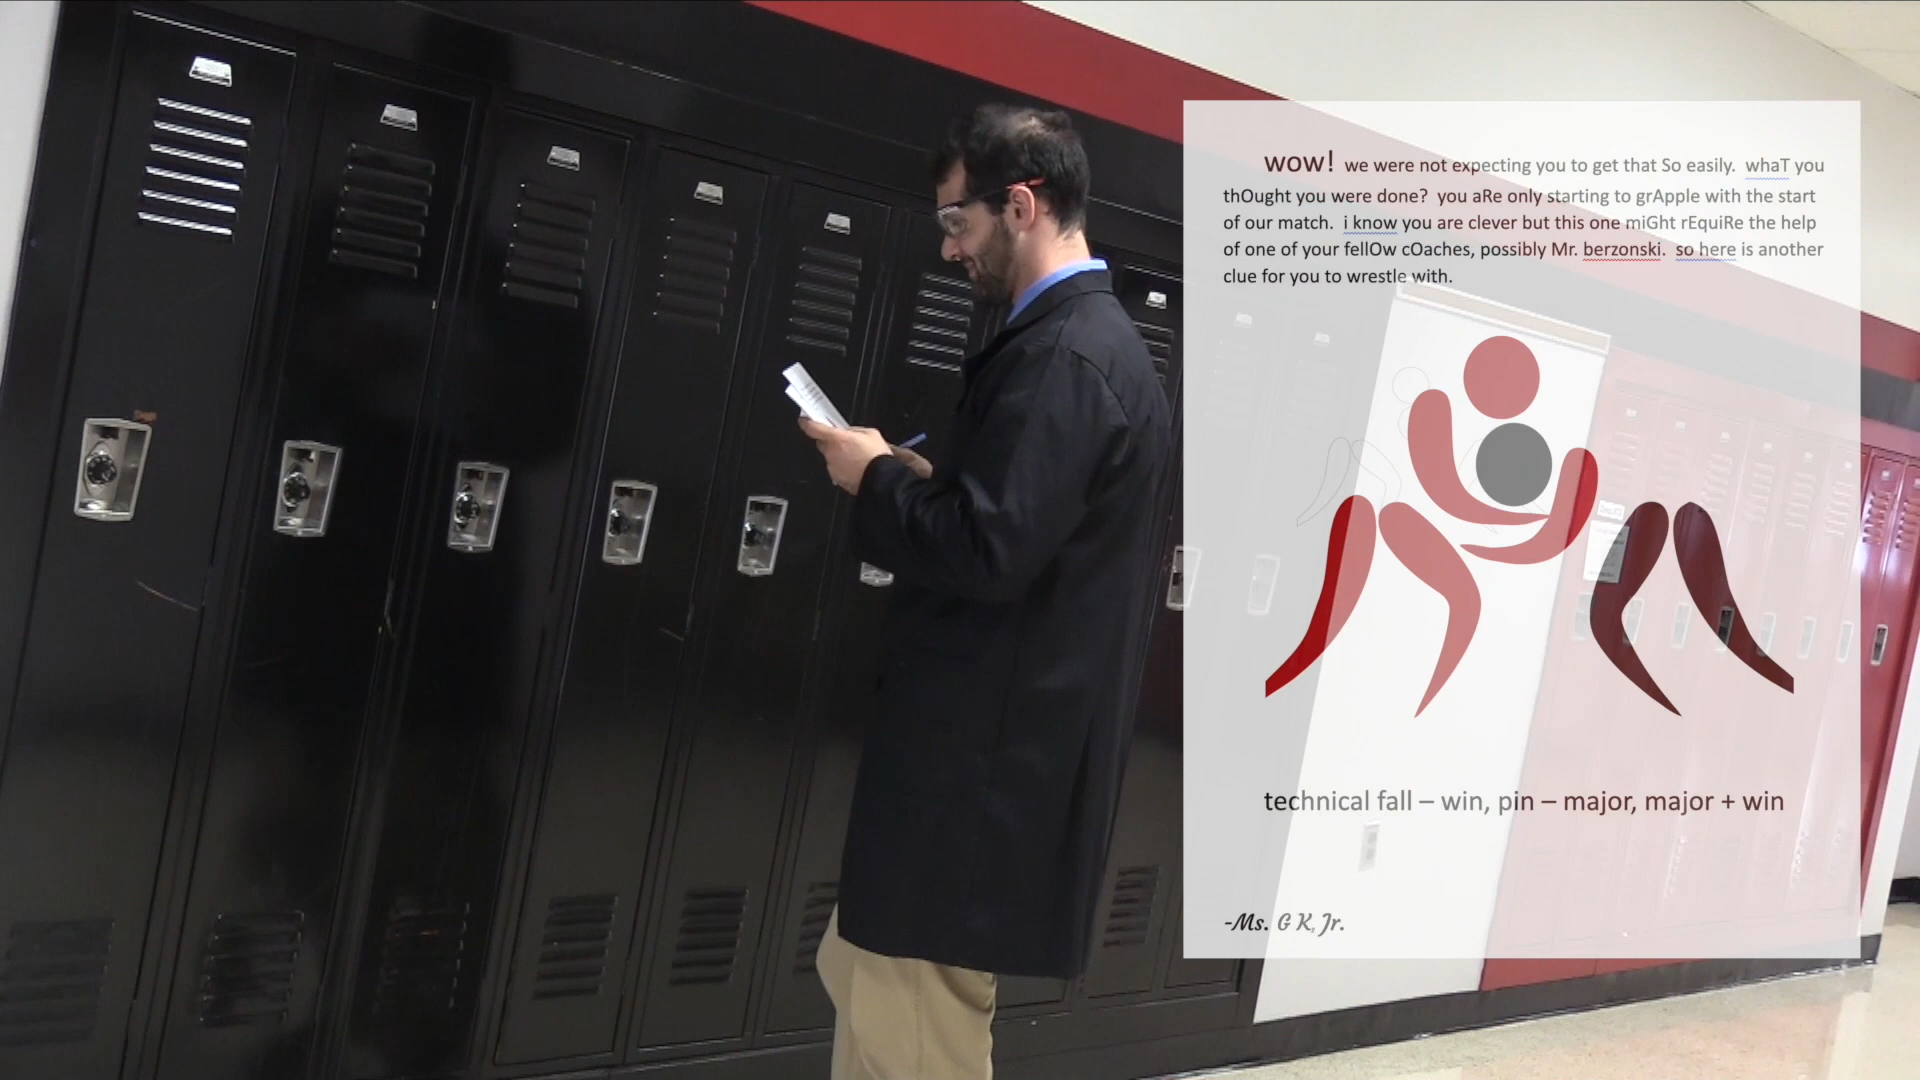 wow! we were not expecting you to get that So easily. whaT you
thOught you were done? you aRe only starting to grApple with the start
of our match. i know you are clever but this one miGht rEquiRe the help
of one of your fellOw cOaches, possibly Mr. berzonski. so here is another
clue for you to wrestle with.
technical fall – win, pin – major, major + win
-Ms. G K, Jr.